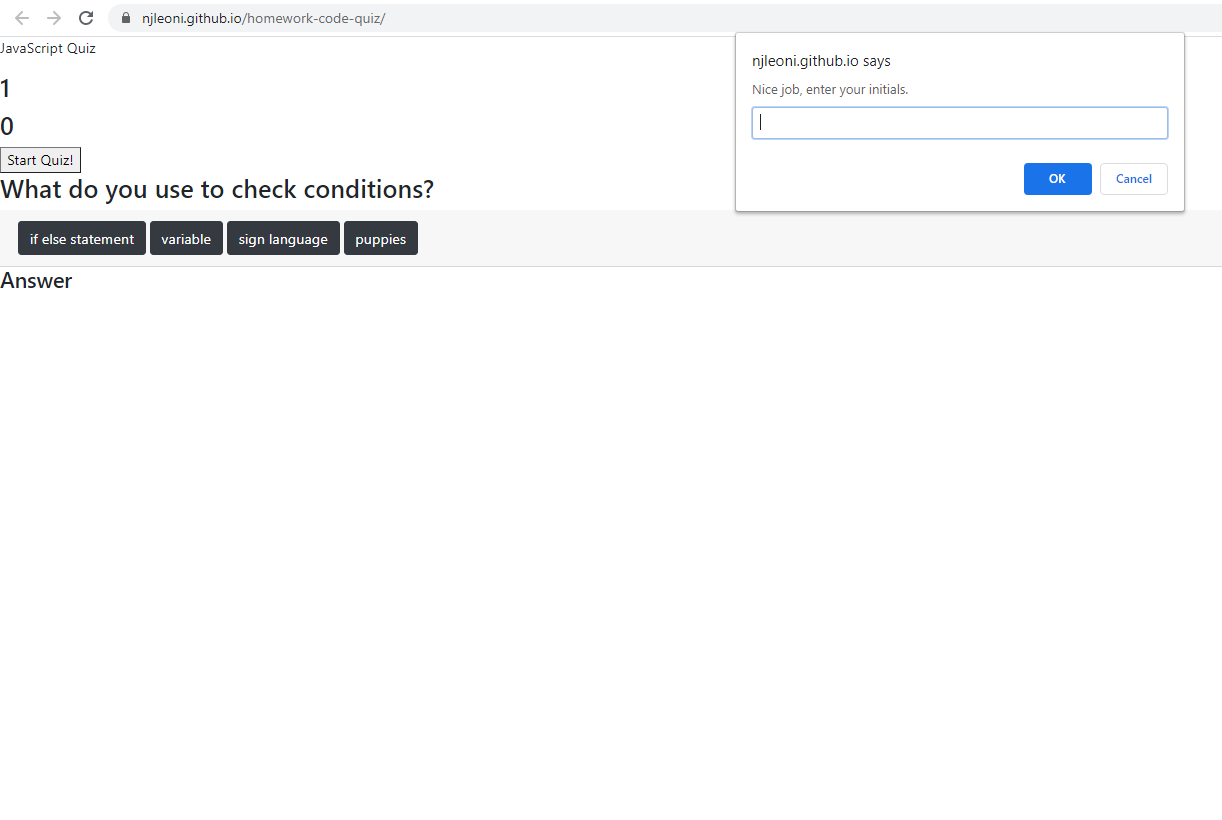 njleoni.github.io/homework-code-quiz/
JavaScript Quiz
1
0
Start Quiz!
What do you use to check conditions?
if else statement variable sign language puppies
Answer
njleoni.github.io says
Nice job, enter your initials.
OK Cancel